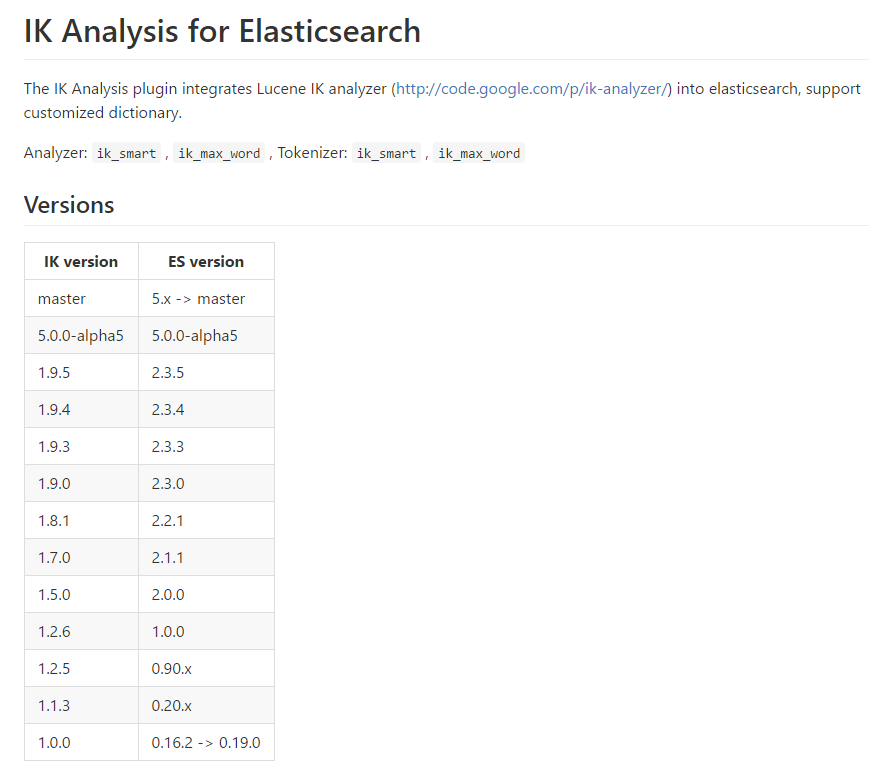 IK Analysis for Elasticsearch
The IK Analysis plugin integrates Lucene IK analyzer (http://code.google.com/p/ik-analyzer/) into elasticsearch, support
customized dictionary.
Analyzer: ik_smart , ik_max_word , Tokenizer: ik_smart , ik_max_word
Versions
IK version ES version
master 5.x -> master
5.0.0-alpha5 5.0.0-alpha5
1.9.5 2.3.5
1.9.4 2.3.4
1.9.3 2.3.3
1.9.0 2.3.0
1.8.1 2.2.1
1.7.0 2.1.1
1.5.0 2.0.0
1.2.6 1.0.0
1.2.5 0.90.x
1.1.3 0.20.x
1.0.0 0.16.2 -> 0.19.0